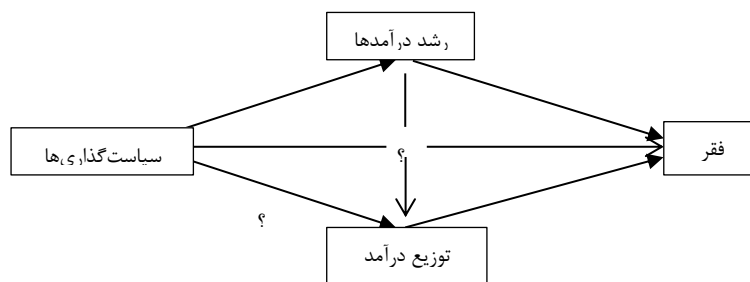 رشد درآمدها
فقر
؟
سیاست‌گذاری‌ها
؟
توزیع درآمد